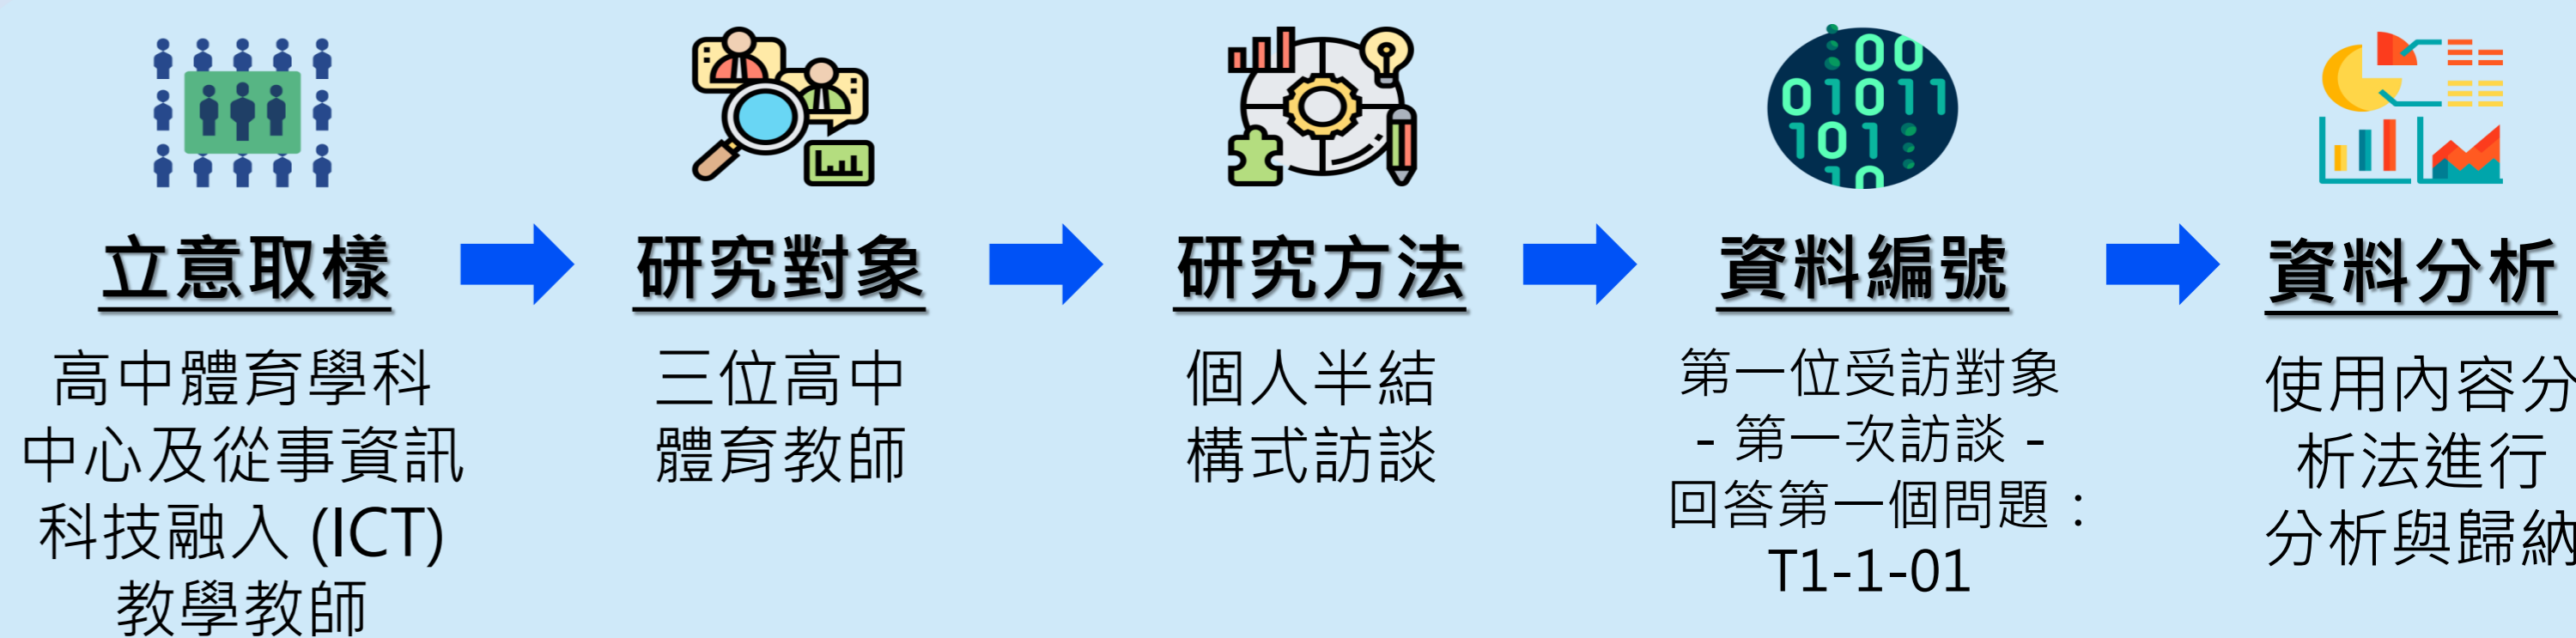 立意取樣
高中體育學科
中心及從事資訊
科技融入 (ICT)
教學教師
研究對象
三位高中
體育教師
研究方法
個人半結
構式訪談
資料編號
第一位受訪對象
- 第一次訪談 -
回答第一個問題：
T1-1-01
資料分析
使用內容分
析法進行
分析與歸納